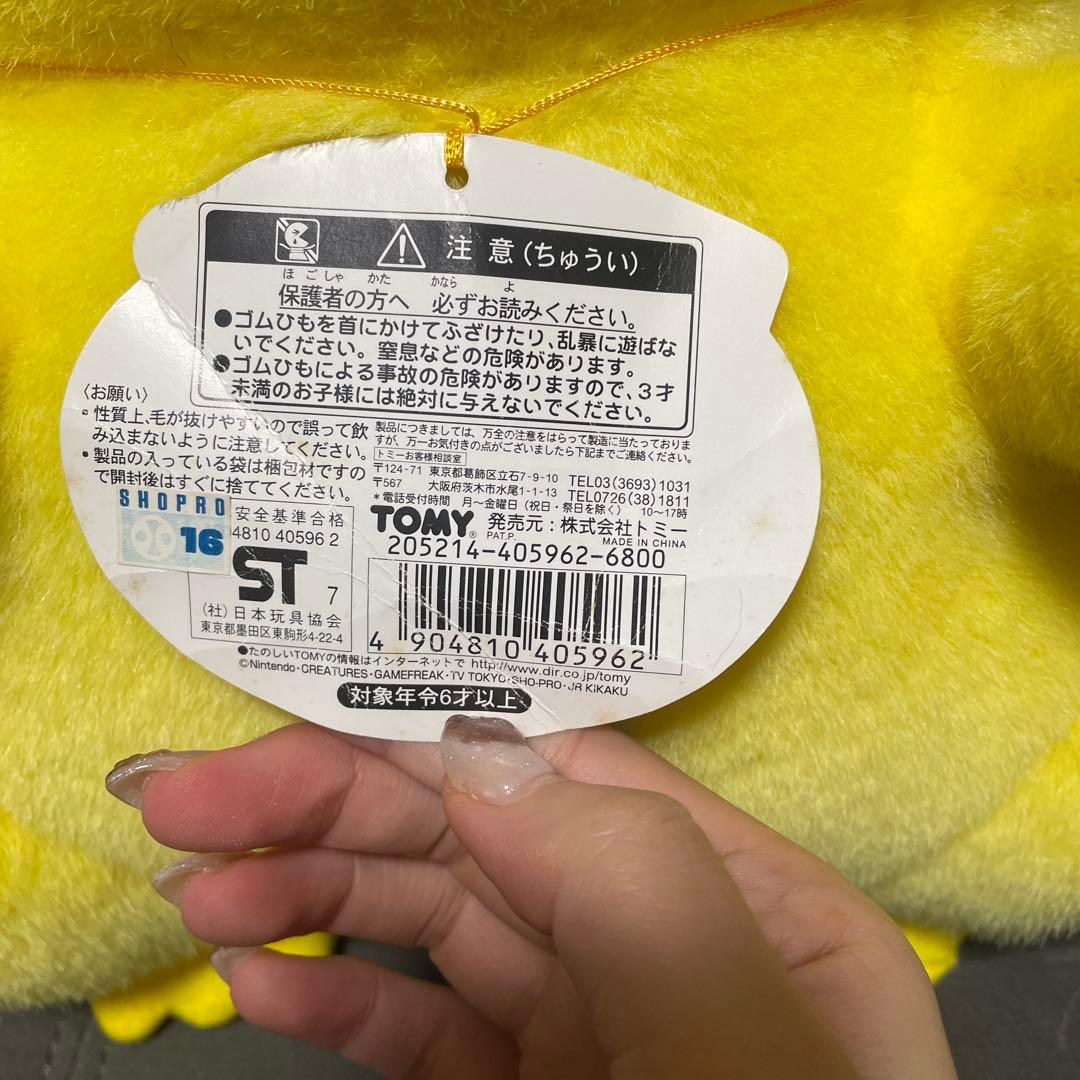 注意(ちゅうい)
ほごしゃ かた かなら よ
保護者の方へ 必ずお読みください。
●ゴムひもを首にかけてふざけたり、乱暴に遊ばな
いでください。窒息などの危険があります。
●ゴムひもによる事故の危険がありますので、3才
未満のお子様には絶対に与えないでください。
〈お願い〉
・性質上、毛が抜けやすいので誤って飲
み込まないように注意してください。
・製品の入っている袋は梱包材ですの
で開封後はすぐに捨ててください。
製品につきましては、万全の注意をはらって製造に当たっておりま
すが、万一お気付きの点がございましたら下記までご連絡ください。
トミーお客様相談室
〒124-71 東京都葛飾区立石7-9-10 TEL03(3693)1031
〒567 大阪府茨木市水尾1-1-13 TEL0726(38)1811
*電話受付時間 月〜金曜日(祝日・祭日を除く) 10〜17時
SHOPRO
16
安全基準合格
4810 40596 2
ST 7
(社)日本玩具協会
東京都墨田区東駒形4-22-4
TOMY® 発売元:株式会社トミー
PAT.P. MADE IN CHINA
205214-405962-6800
4 904810 405962
●たのしいTOMYの情報はインターネットで http://www.dir.co.jp/tomy
©Nintendo・CREATURES・GAMEFREAK・TV TOKYO・SHO-PRO・JR KIKAKU
対象年令6才以上